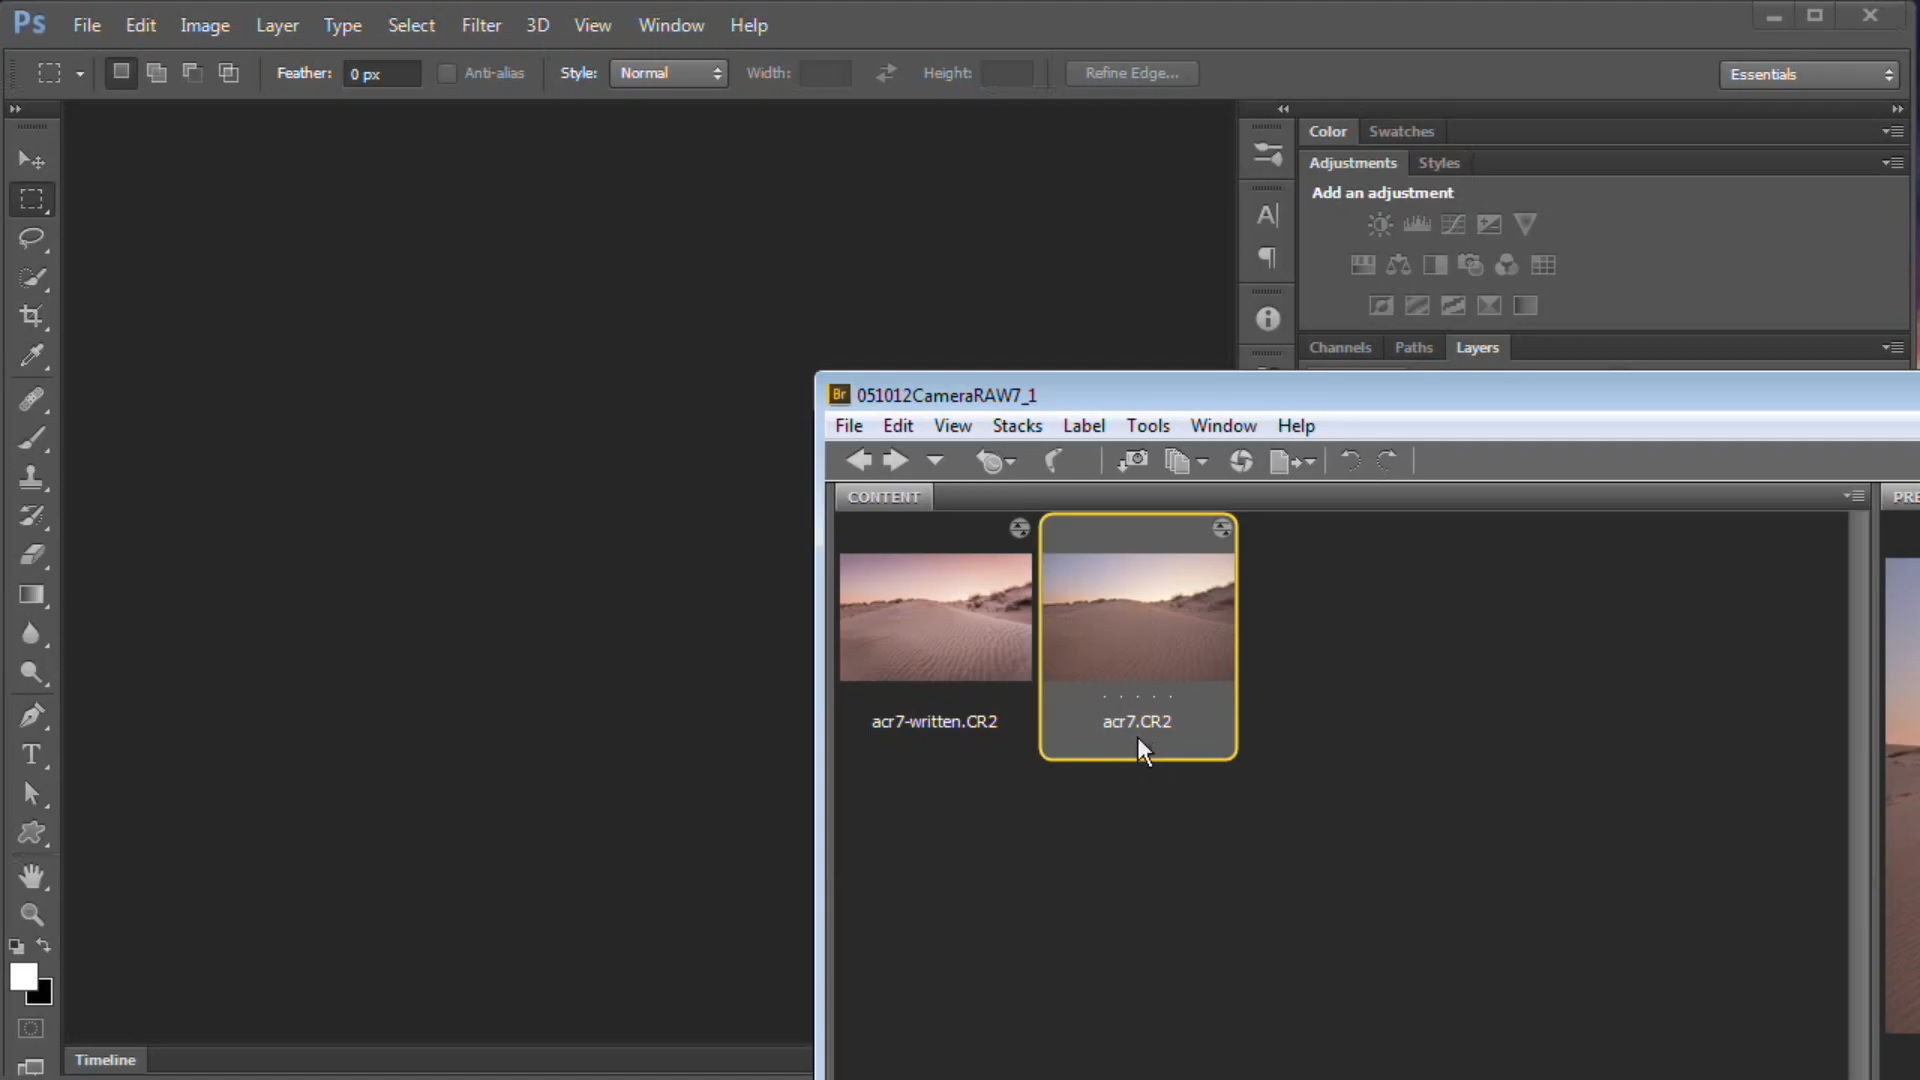 Ps File Edit Image Layer Type Select Filter 3D View Window Help
Feather: 0 px Anti-alias Style: Normal Width: Height: Refine Edge... Essentials
Color Swatches
Adjustments Styles
Add an adjustment
Channels Paths Layers
Br 051012CameraRAW7_1
File Edit View Stacks Label Tools Window Help
CONTENT PRE
acr7-written.CR2 acr7.CR2
Timeline